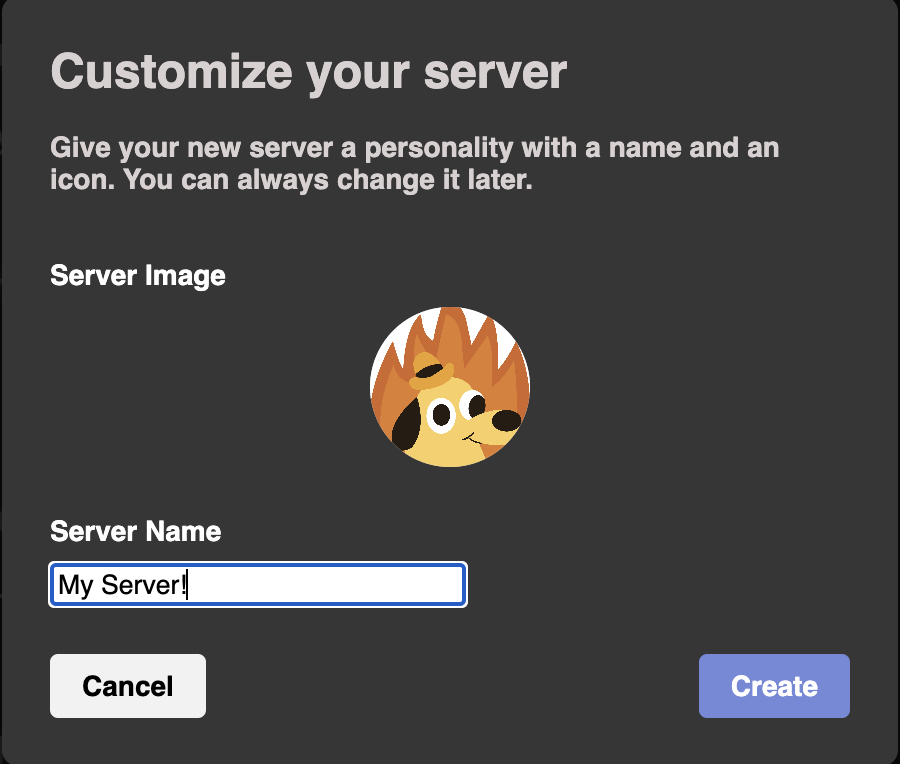 Customize your server
Give your new server a personality with a name and an
icon. You can always change it later.
Server Image
Server Name
My Server!
Cancel
Create